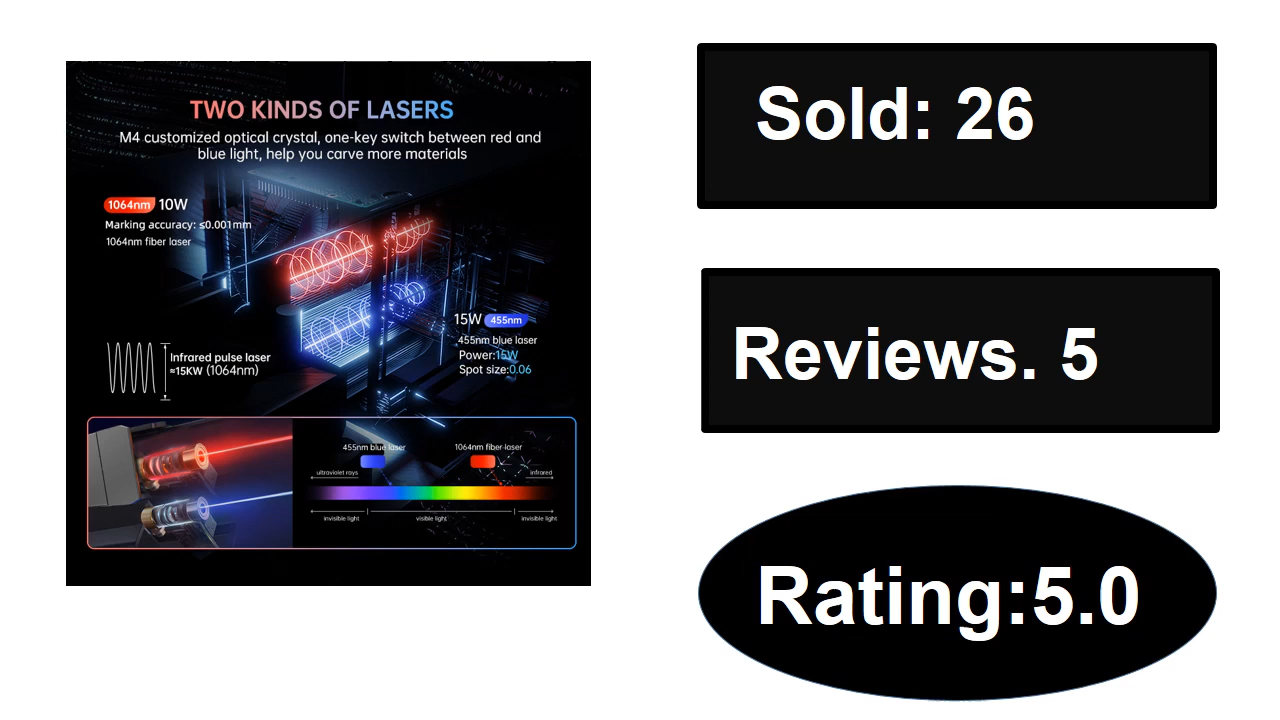 TWO KINDS OF LASERS
M4 customized optical crystal, one-key switch between red and
blue light, help you carve more materials
1064nm 10W
Marking accuracy: ≤0.001mm
1064nm fiber laser
15W 455nm
455nm blue laser
Power:15W
Spot size:0.06
Infrared pulse laser
≈15KW (1064nm)
455nm blue laser
1064nm fiber laser
ultraviolet rays
infrared
invisible light
visible light
invisible light
Sold: 26
Reviews. 5
Rating:5.0